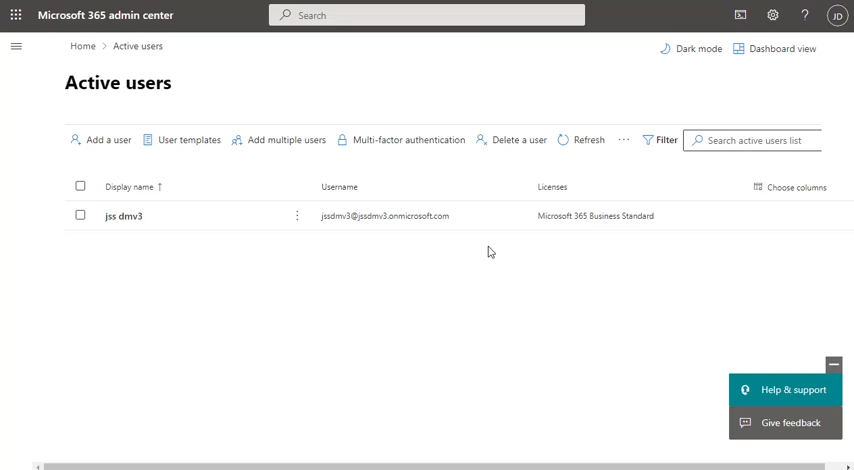 Microsoft 365 admin center
Search
JD
Home > Active users
Dark mode
Dashboard view
Active users
Add a user
User templates
Add multiple users
Multi-factor authentication
Delete a user
Refresh
Filter
Search active users list
Display name ↑
Username
Licenses
Choose columns
jss dmv3
jssdmv3@jssdmv3.onmicrosoft.com
Microsoft 365 Business Standard
Help & support
Give feedback